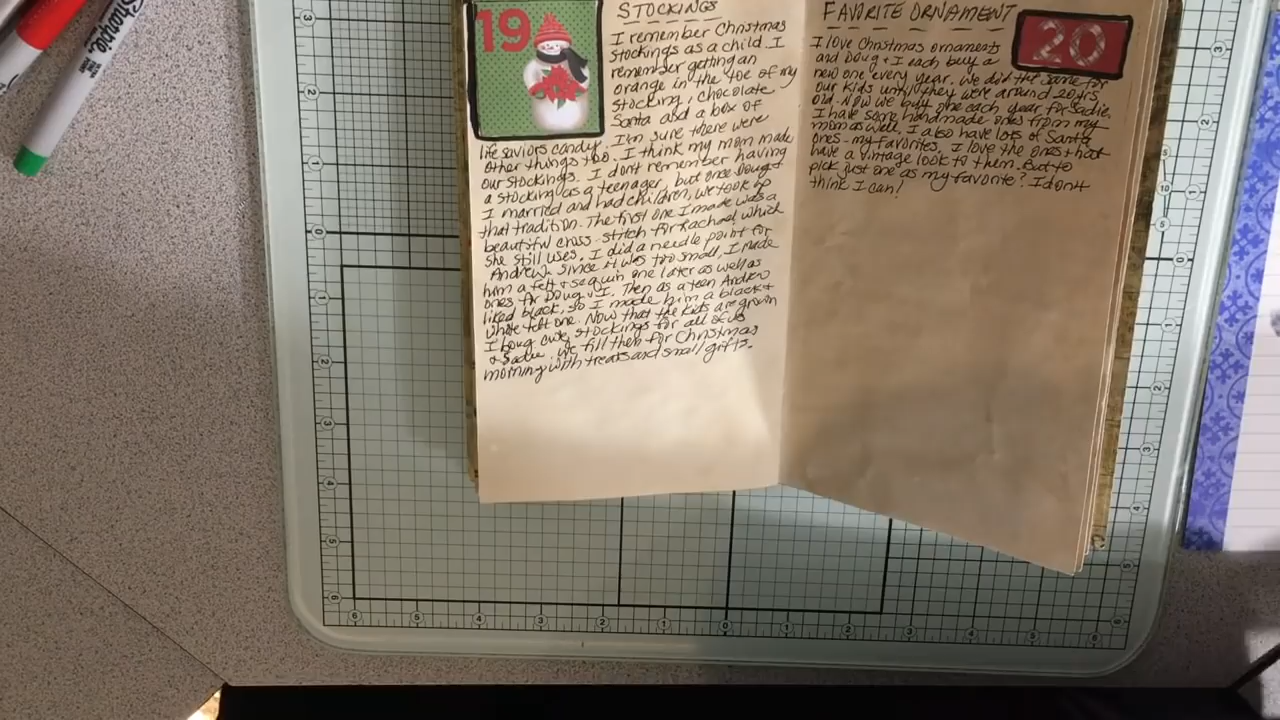 19
STOCKINGS
I remember Christmas
stockings as a child. I
remember getting an
orange in the toe of my
stocking, chocolate
Santa and a box of
life saviors candy. I'm sure there were
other things too. I think my mom made
our stockings. I dont remember having
a stocking as a teenager, but once Doug &
I married and had children, we took up
that tradition. The first one I made was a
beautiful cross-stitch for Rachael, which
she still uses. I did a needle point for
Andrew. Since it was too small, I made
him a felt & sequin one later as well as
ones for Doug & I. Then as a teen Andrew
liked black, so I made him a black &
white felt one. Now that the kids are grown
I boug cute stockings for all of us
& Sadie. We fill then for Christmas
morning with treats and small gifts.
FAVORITE ORNAMENT
20
I love Christmas ornaments
and Doug & I each buy a
new one every year. We did the same for
our kids until they were around 20 yrs
old. Now we buy one each year for Sadie.
I have some handmade ones from my
mom as well. I also have lots of Santa
ones - my favorites. I love the ones that
have a vintage look to them. But to
pick just one as my favorite? I don't
think I can!
Sharpie